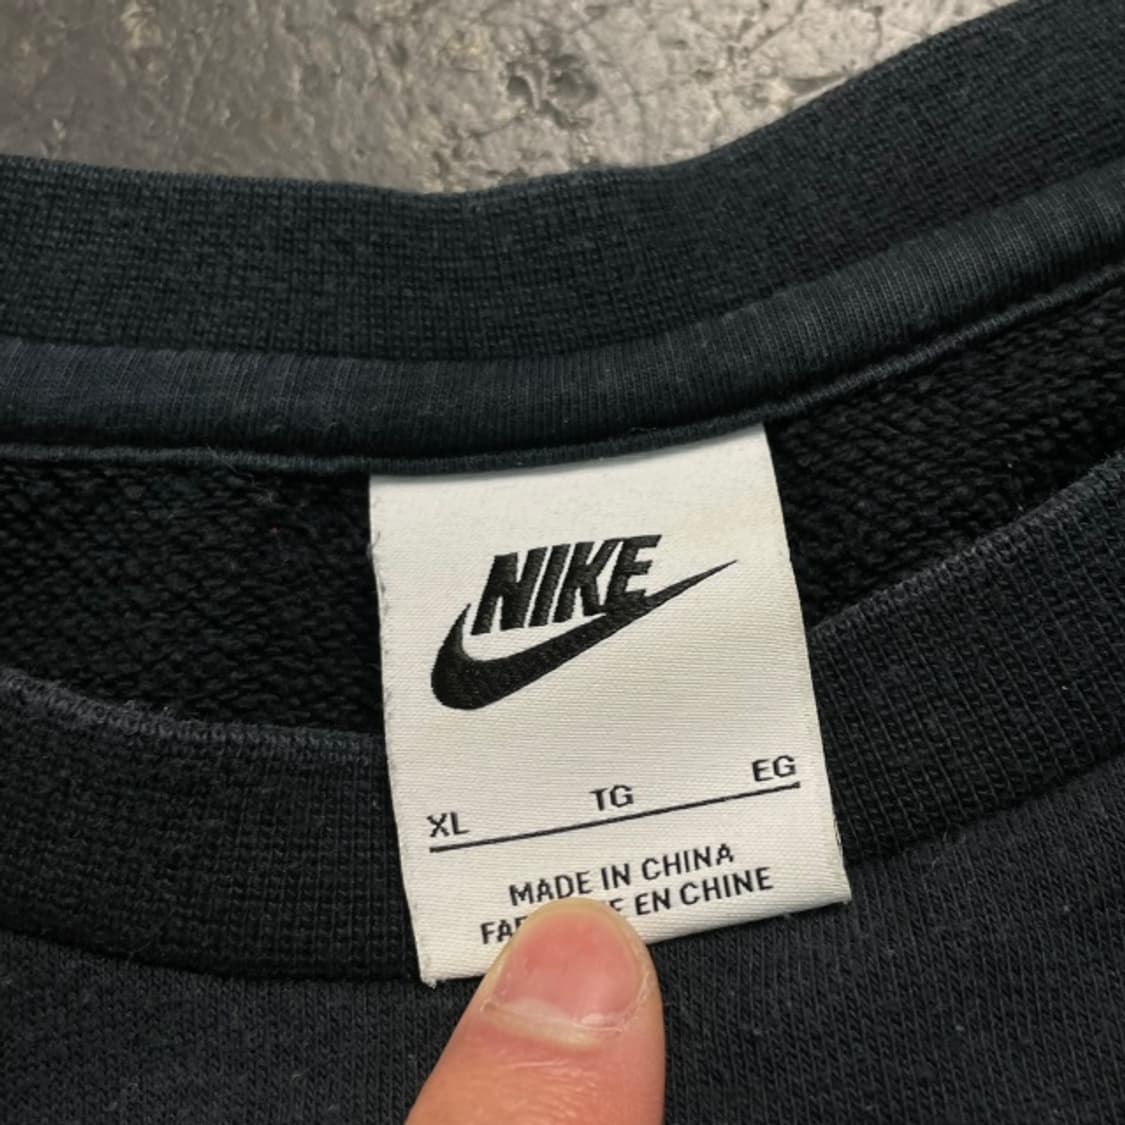 NIKE
XL TG EG
MADE IN CHINA
EN CHINE